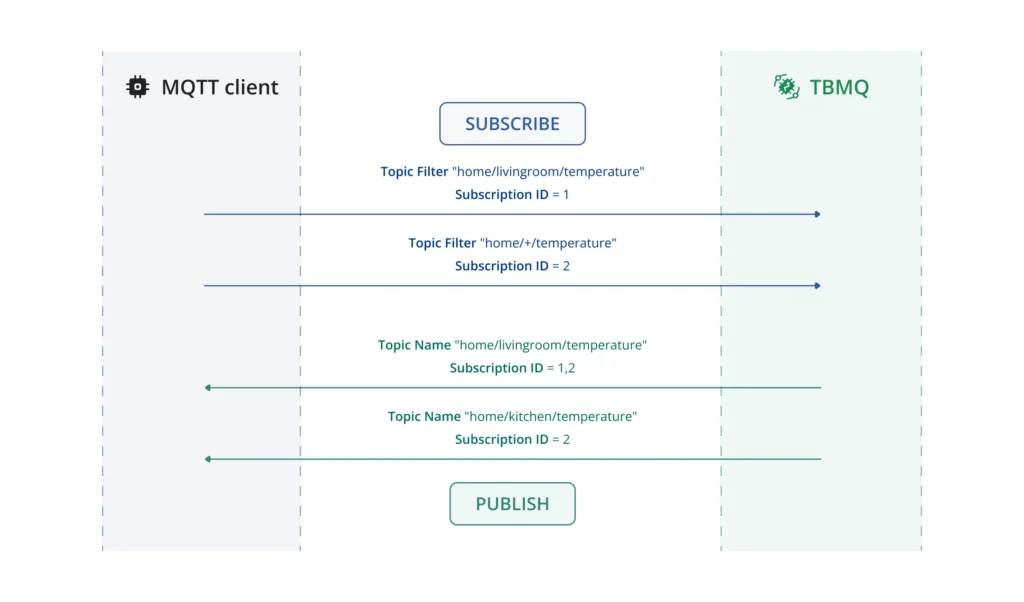 MQTT client
TBMQ
SUBSCRIBE
Topic Filter "home/livingroom/temperature"
Subscription ID = 1
Topic Filter "home/+/temperature"
Subscription ID = 2
Topic Name "home/livingroom/temperature"
Subscription ID = 1,2
Topic Name "home/kitchen/temperature"
Subscription ID = 2
PUBLISH